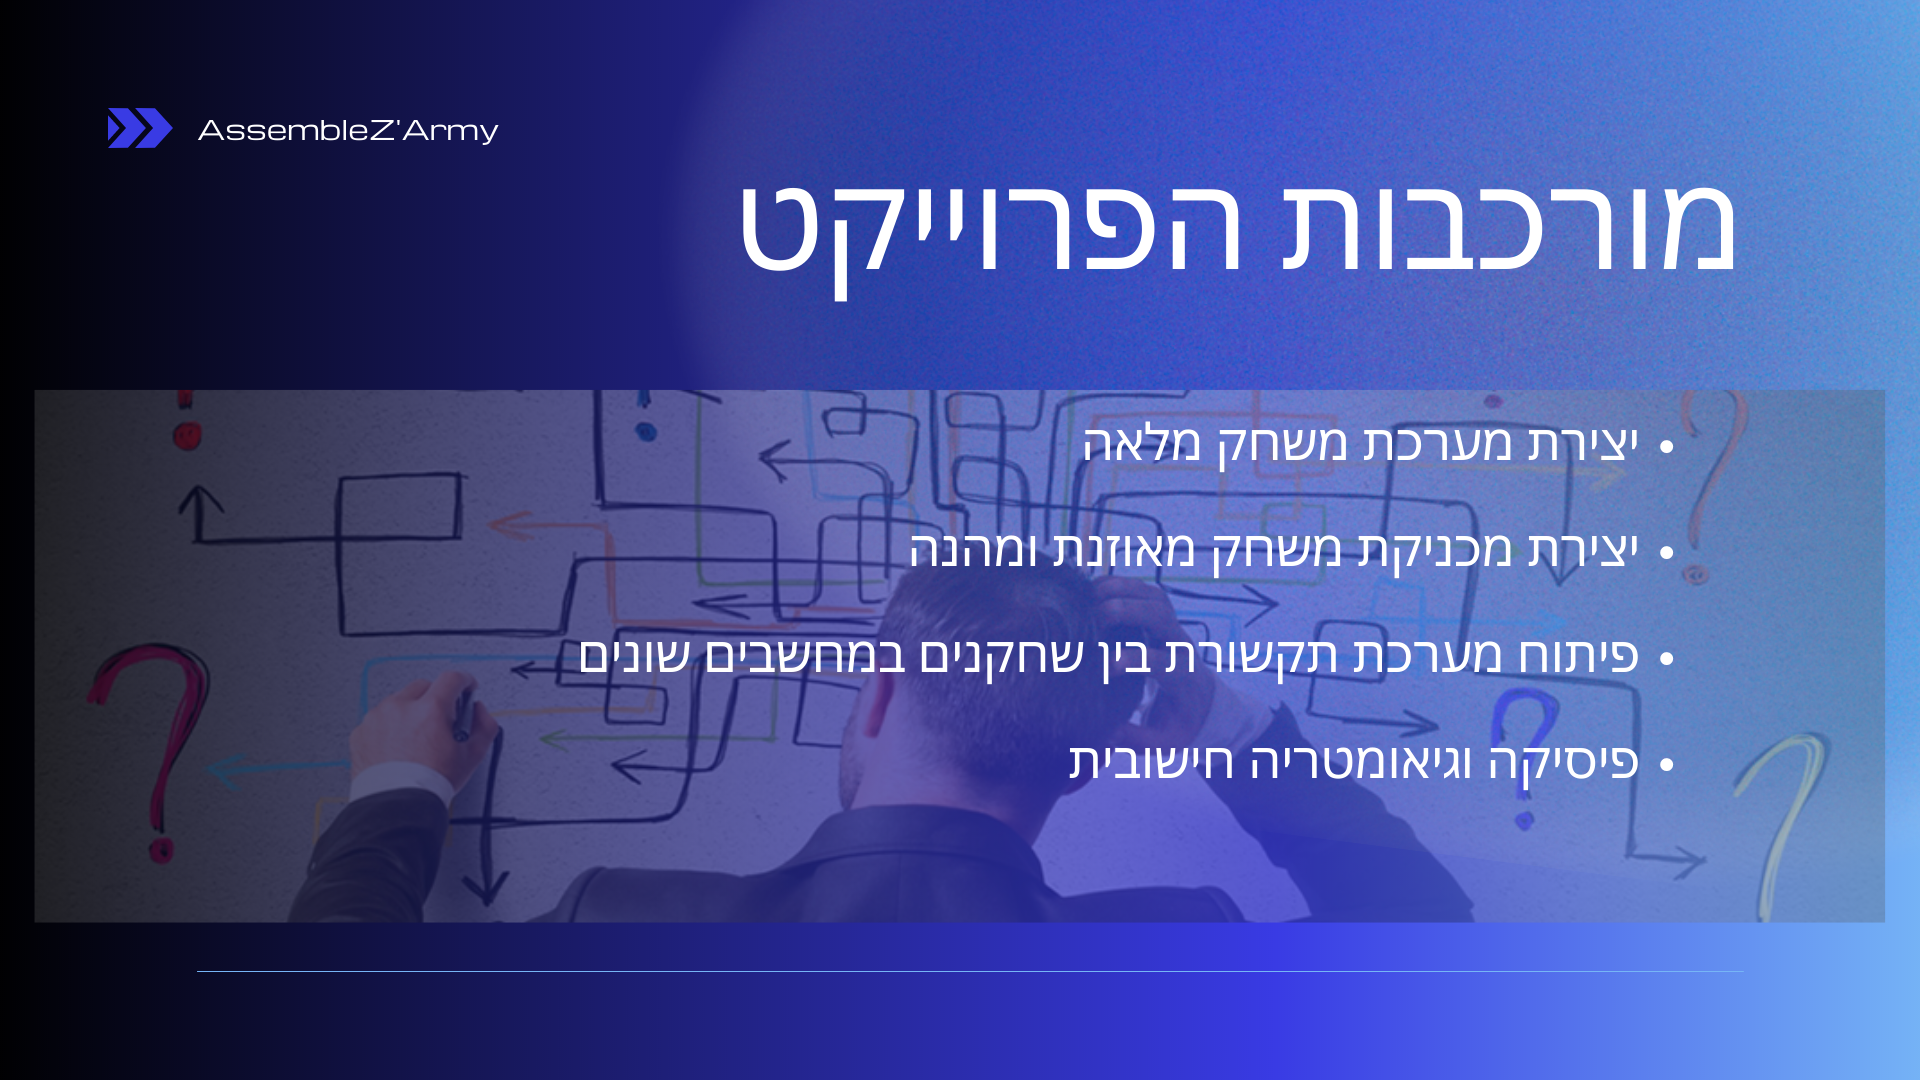 AssembleZ'Army
מורכבות הפרוייקט
• יצירת מערכת משחק מלאה
• יצירת מכניקת משחק מאוזנת ומהנה
• פיתוח מערכת תקשורת בין שחקנים במחשבים שונים
• פיסיקה וגיאומטריה חישובית